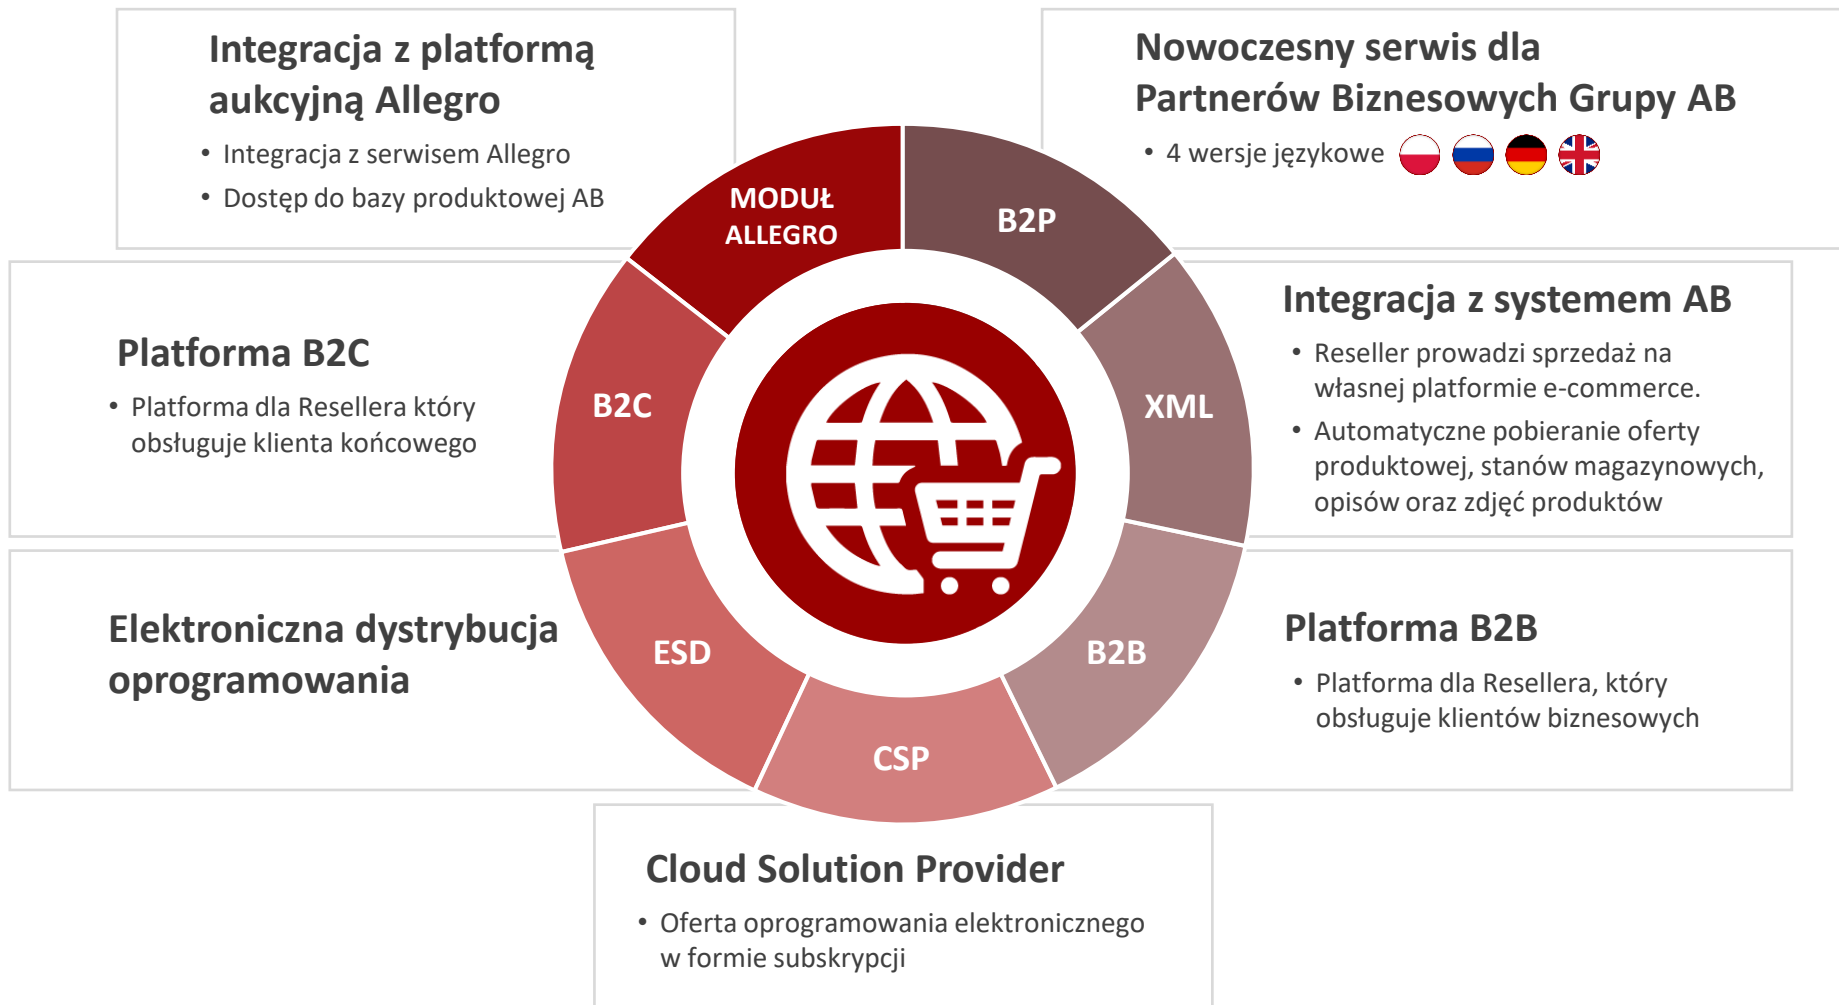 Integracja z platformą
aukcyjną Allegro
• Integracja z serwisem Allegro
• Dostęp do bazy produktowej AB
Nowoczesny serwis dla
Partnerów Biznesowych Grupy AB
• 4 wersje językowe
MODUŁ
ALLEGRO
B2P
Platforma B2C
• Platforma dla Resellera który
obsługuje klienta końcowego
B2C
XML
Integracja z systemem AB
• Reseller prowadzi sprzedaż na
własnej platformie e-commerce.
• Automatyczne pobieranie oferty
produktowej, stanów magazynowych,
opisów oraz zdjęć produktów
Elektroniczna dystrybucja
oprogramowania
ESD
B2B
Platforma B2B
• Platforma dla Resellera, który
obsługuje klientów biznesowych
CSP
Cloud Solution Provider
• Oferta oprogramowania elektronicznego
w formie subskrypcji